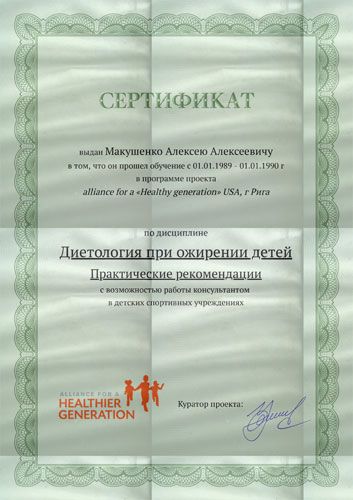 СЕРТИФИКАТ
выдан Макушенко Алексею Алексеевичу
в том, что он прошел обучение с 01.01.1989 - 01.01.1990 г
в программе проекта
alliance for a «Healthy generation» USA, г Рига
по дисциплине
Диетология при ожирении детей
Практические рекомендации
с возможностью работы консультантом
в детских спортивных учреждениях
ALLIANCE FOR A
HEALTHIER
GENERATION
Куратор проекта: